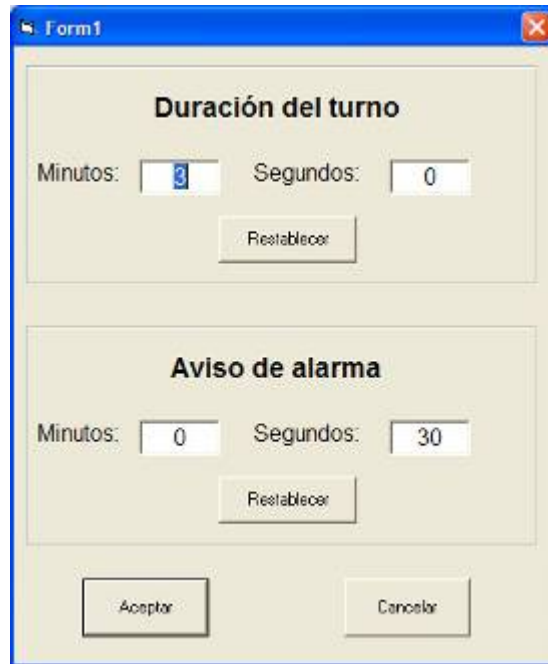 Form1
Duración del turno
Minutos: 3 Segundos: 0
Restablecer
Aviso de alarma
Minutos: 0 Segundos: 30
Restablecer
Aceptar Cancelar